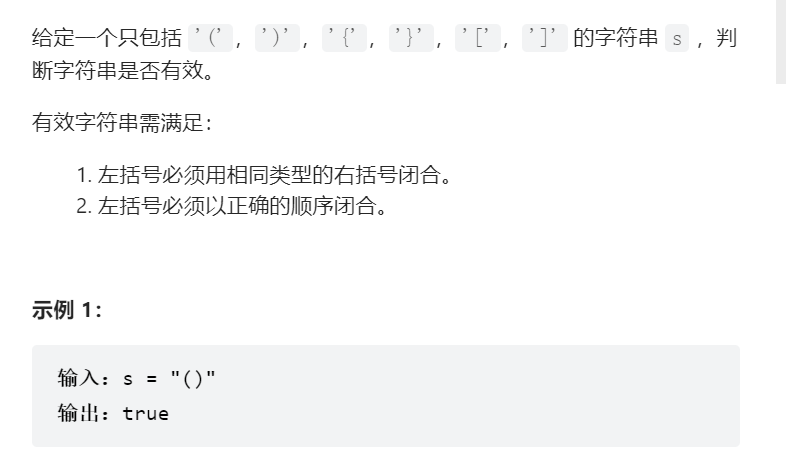 给定一个只包括 '('，')'，'{'，'}'，'['，']' 的字符串 s ，判
断字符串是否有效。
有效字符串需满足：
1. 左括号必须用相同类型的右括号闭合。
2. 左括号必须以正确的顺序闭合。
示例 1：
输入：s = "()"
输出：true